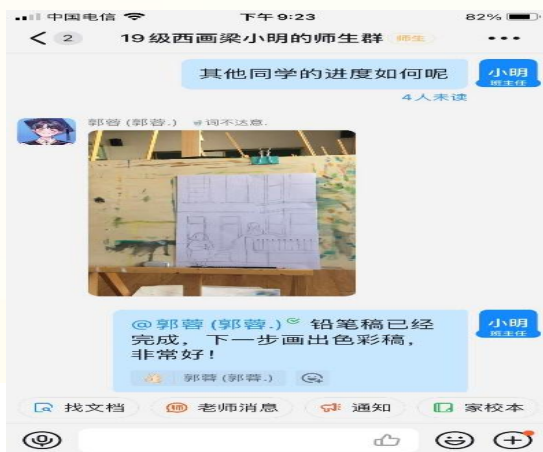 中国电信 下午9:23 82%
2 19级西画梁小明的师生群 师生
其他同学的进度如何呢
小明
班主任
4人未读
郭蓉 (郭蓉.) #词不达意.
@郭蓉 (郭蓉.) 铅笔稿已经
完成，下一步画出色彩稿，
非常好！
小明
班主任
郭蓉 (郭蓉.)
找文档 老师消息 通知 家校本